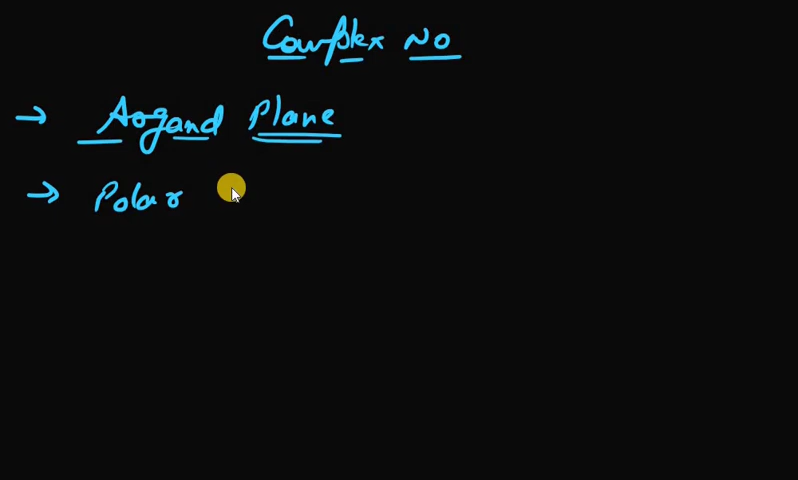 Complex No
→ Argand Plane
→ Polar